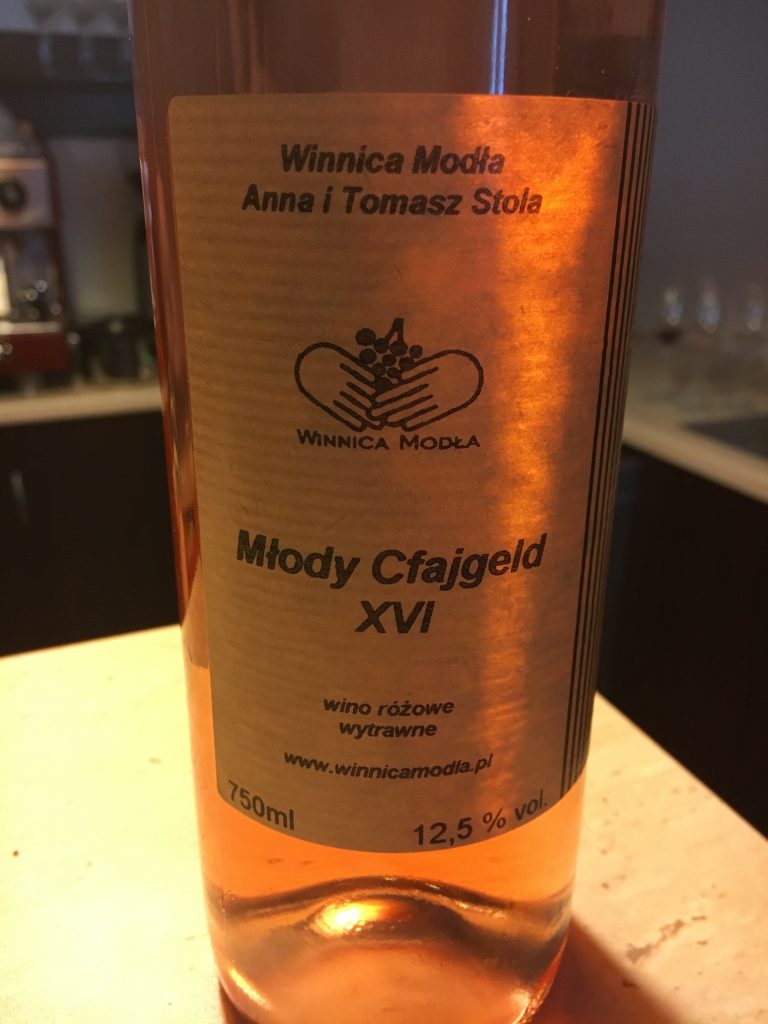 Winnica Modła
Anna i Tomasz Stola
WINNICA MODŁA
Młody Cfajgeld
XVI
wino różowe
wytrawne
www.winnicamodla.pl
750ml
12,5 % vol.